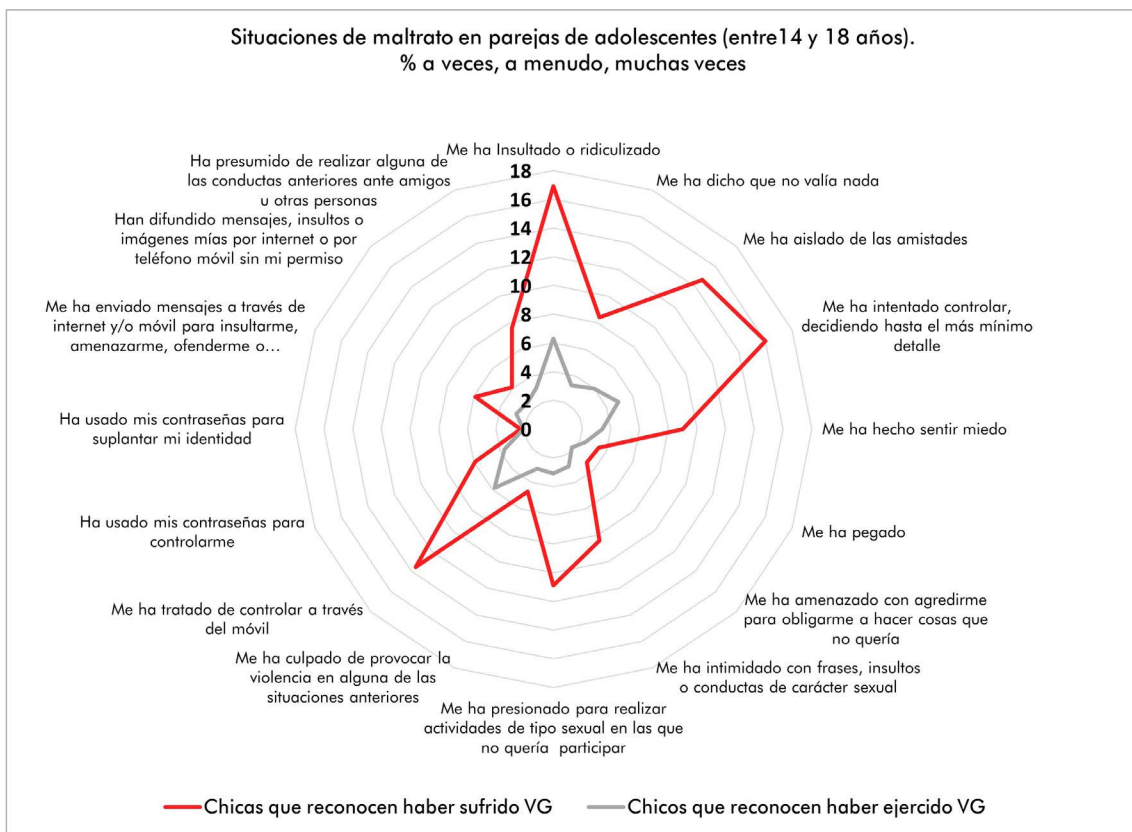 Situaciones de maltrato en parejas de adolescentes (entre14 y 18 años).
% a veces, a menudo, muchas veces
Me ha Insultado o ridiculizado
Me ha dicho que no valía nada
Me ha aislado de las amistades
Me ha intentado controlar,
decidiendo hasta el más mínimo
detalle
Me ha hecho sentir miedo
Me ha pegado
Me ha amenazado con agredirme
para obligarme a hacer cosas que
no quería
Me ha intimidado con frases, insultos
o conductas de carácter sexual
Me ha presionado para realizar
actividades de tipo sexual en las que
no quería participar
Me ha culpado de provocar la
violencia en alguna de las
situaciones anteriores
Me ha tratado de controlar a través
del móvil
Ha usado mis contraseñas para
controlarme
Ha usado mis contraseñas para
suplantar mi identidad
Me ha enviado mensajes a través de
internet y/o móvil para insultarme,
amenazarme, ofenderme o...
Han difundido mensajes, insultos o
imágenes mías por internet o por
teléfono móvil sin mi permiso
Ha presumido de realizar alguna de
las conductas anteriores ante amigos
u otras personas
18
16
14
12
10
8
6
4
2
0
Chicas que reconocen haber sufrido VG
Chicos que reconocen haber ejercido VG